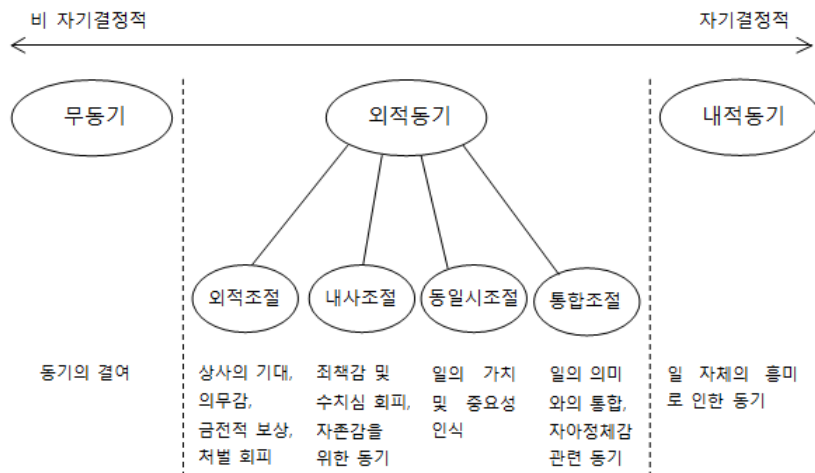 비 자기결정적
자기결정적
무동기
외적동기
내적동기
외적조절
내사조절
동일시조절
통합조절
동기의 결여
상사의 기대,
의무감,
금전적 보상,
처벌 회피
죄책감 및
수치심 회피,
자존감을
위한 동기
일의 가치
및 중요성
인식
일의 의미
와의 통합,
자아정체감
관련 동기
일 자체의 흥미
로 인한 동기